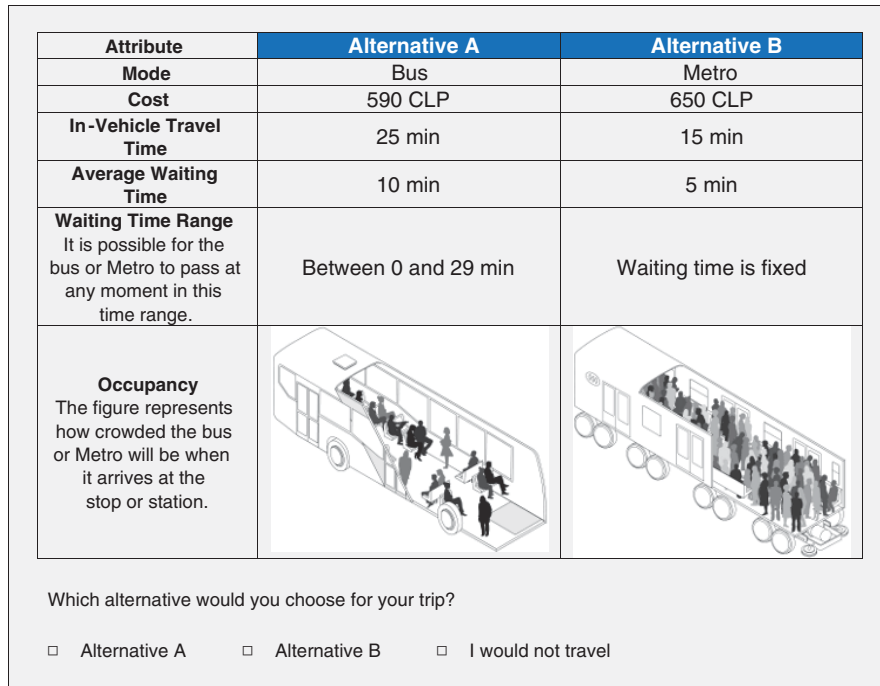 Attribute Alternative A Alternative B
Mode Bus Metro
Cost 590 CLP 650 CLP
In-Vehicle Travel
Time
25 min 15 min
Average Waiting
Time
10 min 5 min
Waiting Time Range
It is possible for the
bus or Metro to pass at
any moment in this
time range.
Between 0 and 29 min Waiting time is fixed
Occupancy
The figure represents
how crowded the bus
or Metro will be when
it arrives at the
stop or station.
Which alternative would you choose for your trip?
□ Alternative A □ Alternative B □ I would not travel